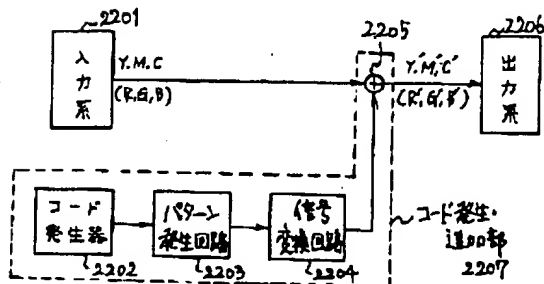 2201
入力系
Y,M,C
(R,G,B)
2205
Y',M',C'
(R',G',B')
2206
出力系
コード発生器
2202
パターン発生回路
2203
信号変換回路
2204
コード発生・
追加部
2207